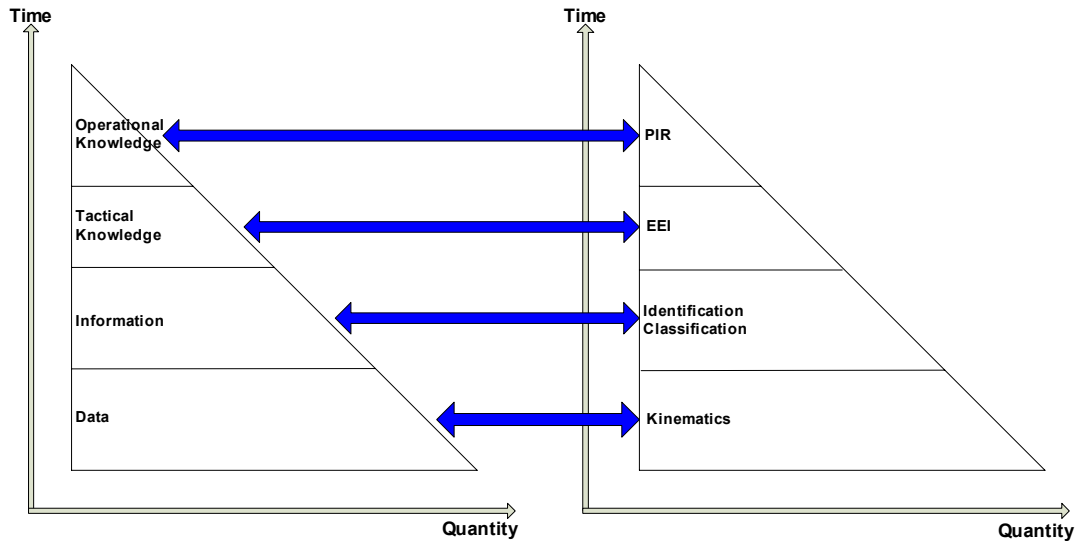 Time
Operational
Knowledge
Tactical
Knowledge
Information
Data
Quantity
Time
PIR
EEI
Identification
Classification
Kinematics
Quantity